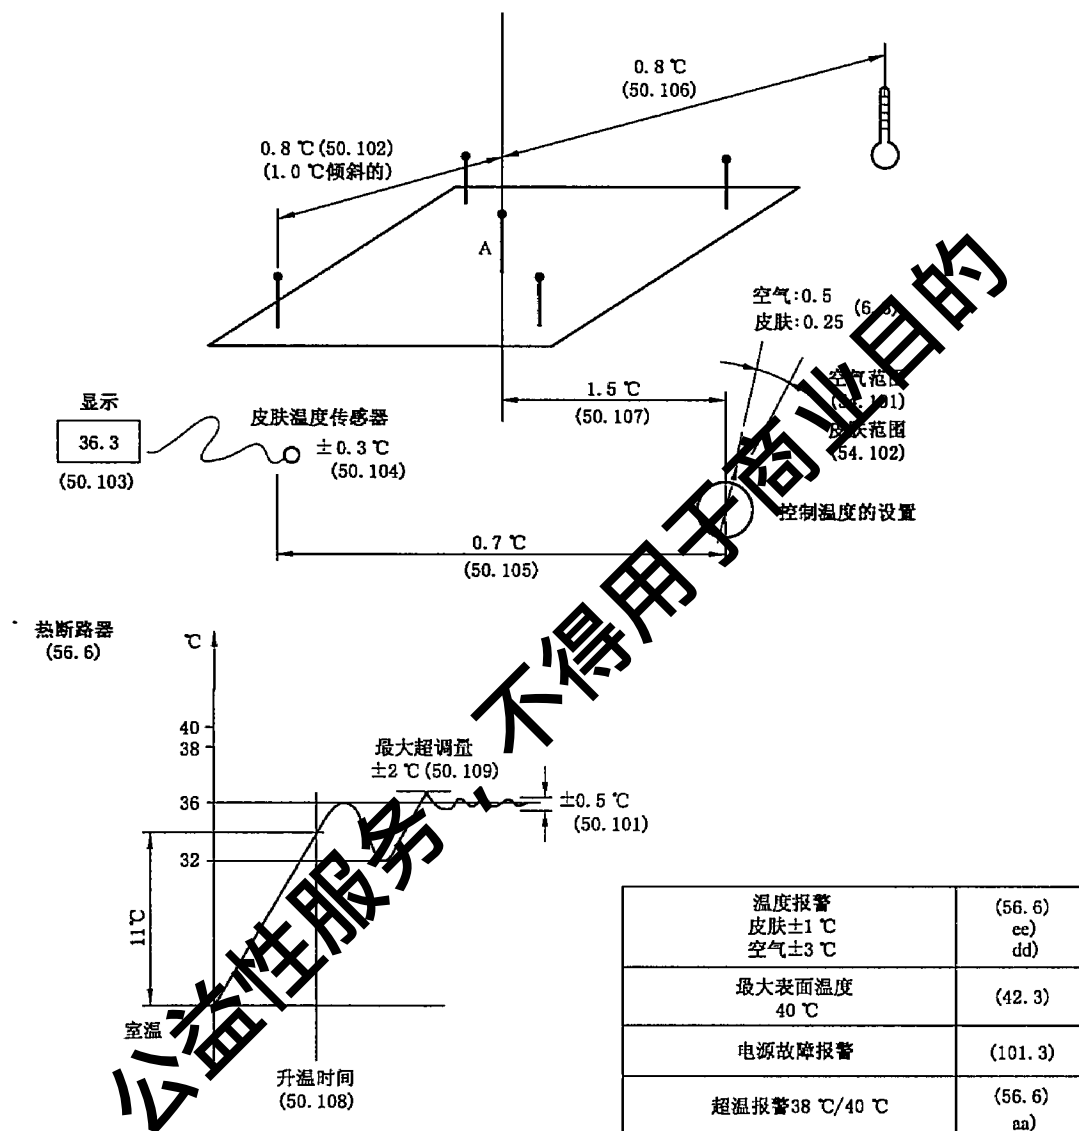 0.8 ℃
(50.106)
0.8 ℃(50.102)
(1.0 ℃倾斜的)
A
空气:0.5
皮肤:0.25
空气范围
1.5 ℃
(50.107)
皮肤范围
(54.102)
显示
36.3
(50.103)
皮肤温度传感器
±0.3℃
(50.104)
控制温度的设置
0.7 ℃
(50.105)
热断路器
(56.6)
℃
40
38
36
32
最大超调量
±2 ℃(50.109)
±0.5 ℃
(50.101)
11℃
室温
升温时间
(50.108)
温度报警
皮肤±1 ℃
空气±3 ℃
(56.6)
ee)
dd)
最大表面温度
40 ℃
(42.3)
电源故障报警
(101.3)
超温报警38 ℃/40 ℃
(56.6)
aa)
公益性服务,不得用于商业目的